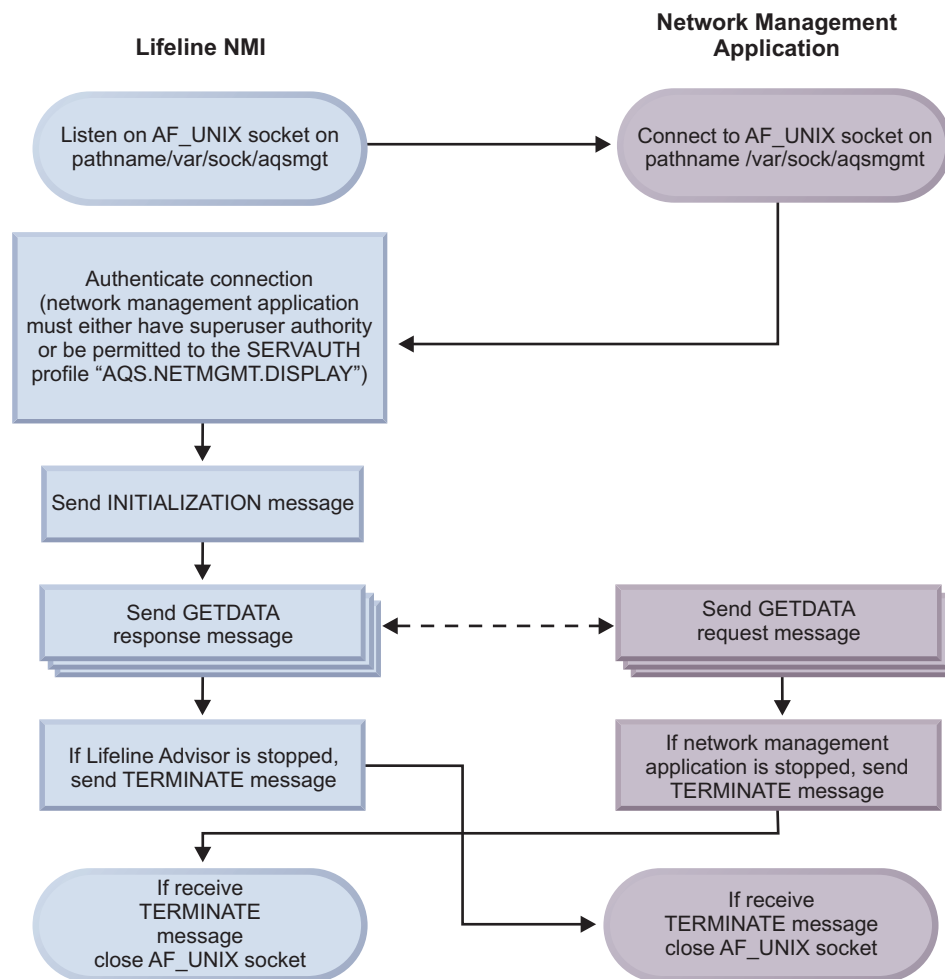 Lifeline NMI
Network Management
Application
Listen on AF_UNIX socket on
pathname/var/sock/aqsmgt
Connect to AF_UNIX socket on
pathname /var/sock/aqsmgmt
Authenticate connection
(network management application
must either have superuser authority
or be permitted to the SERVAUTH
profile “AQS.NETMGMT.DISPLAY”)
Send INITIALIZATION message
Send GETDATA
response message
Send GETDATA
request message
If Lifeline Advisor is stopped,
send TERMINATE message
If network management
application is stopped, send
TERMINATE message
If receive
TERMINATE
message
close AF_UNIX socket
If receive
TERMINATE message
close AF_UNIX socket